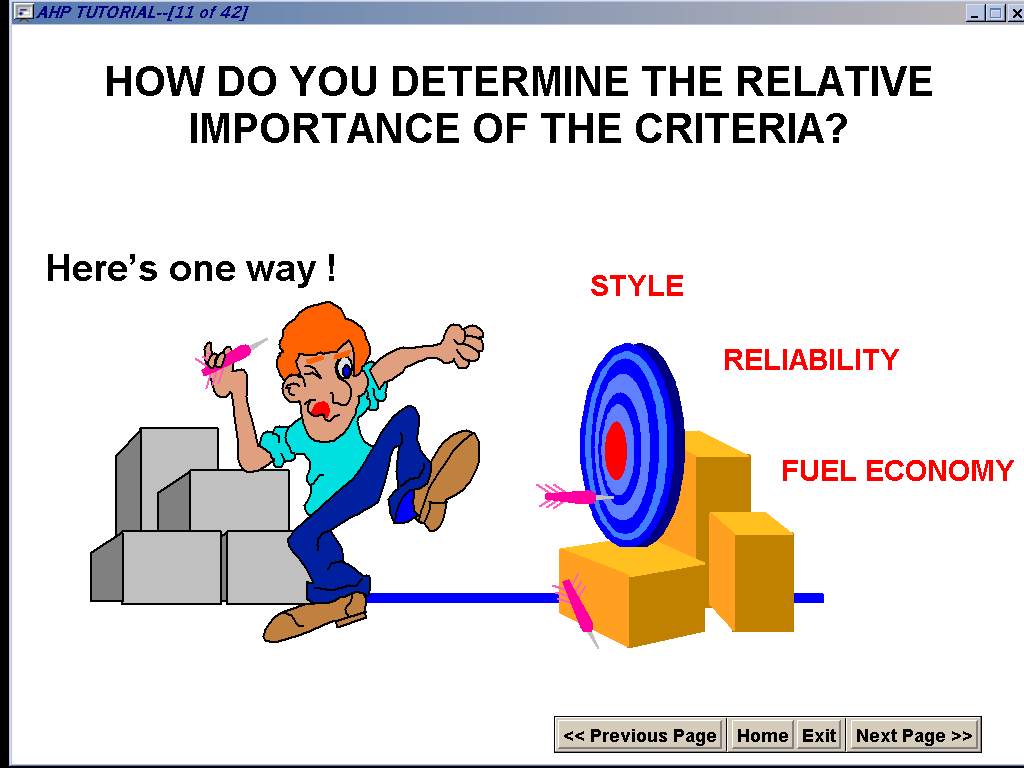 AHP TUTORIAL--[11 of 42]
HOW DO YOU DETERMINE THE RELATIVE
IMPORTANCE OF THE CRITERIA?
Here’s one way !
STYLE
RELIABILITY
FUEL ECONOMY
<< Previous Page Home Exit Next Page >>